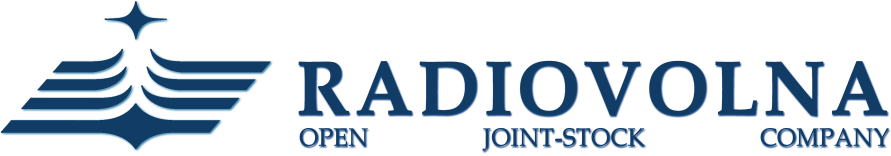 RADIOVOLNA
OPEN JOINT-STOCK COMPANY